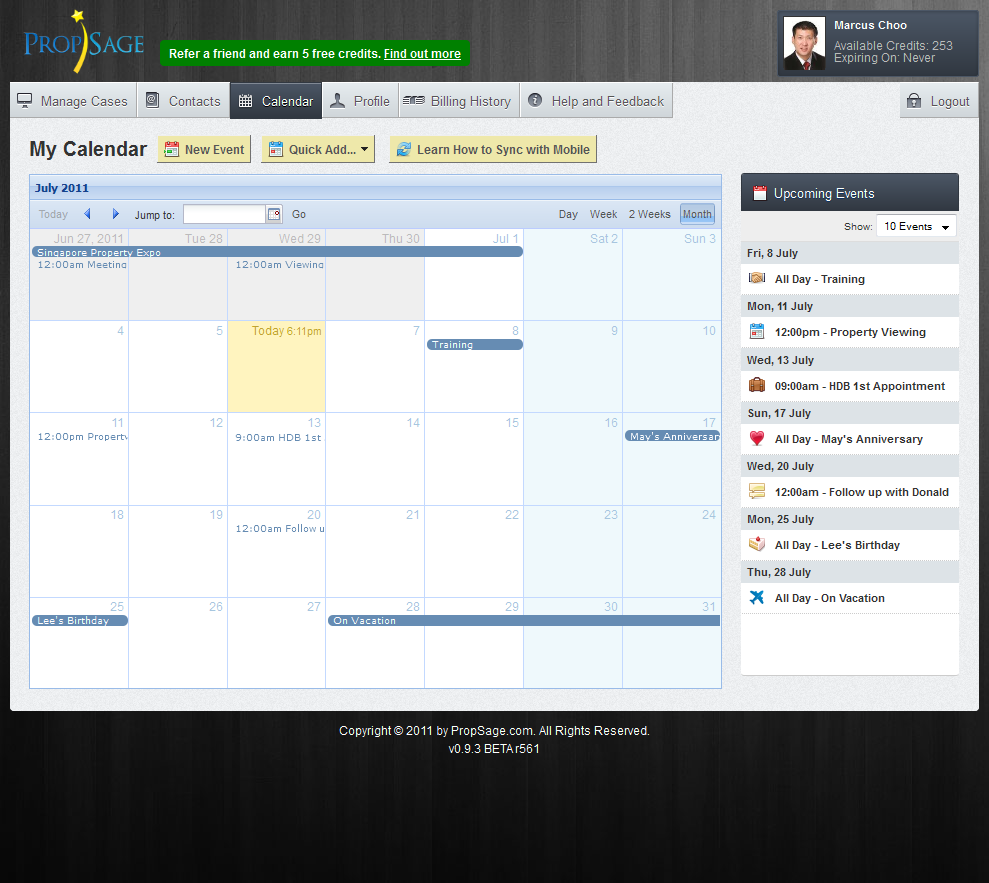 PROPSAGE
Refer a friend and earn 5 free credits. Find out more
Marcus Choo
Available Credits: 253
Expiring On: Never
Manage Cases Contacts Calendar Profile Billing History Help and Feedback Logout
My Calendar New Event Quick Add... Learn How to Sync with Mobile
July 2011
Today Jump to: Go Day Week 2 Weeks Month
Jun 27, 2011 Tue 28 Wed 29 Thu 30 Jul 1 Sat 2 Sun 3
Singapore Property Expo
12:00am Meeting 12:00am Viewing
4 5 Today 6:11pm 7 8 9 10
Training
11 12 13 14 15 16 17
12:00pm Property 9:00am HDB 1st May's Anniversar
18 19 20 21 22 23 24
12:00am Follow u
25 26 27 28 29 30 31
Lee's Birthday On Vacation
Upcoming Events
Show: 10 Events
Fri, 8 July
All Day - Training
Mon, 11 July
12:00pm - Property Viewing
Wed, 13 July
09:00am - HDB 1st Appointment
Sun, 17 July
All Day - May's Anniversary
Wed, 20 July
12:00am - Follow up with Donald
Mon, 25 July
All Day - Lee's Birthday
Thu, 28 July
All Day - On Vacation
Copyright © 2011 by PropSage.com. All Rights Reserved.
v0.9.3 BETA r561